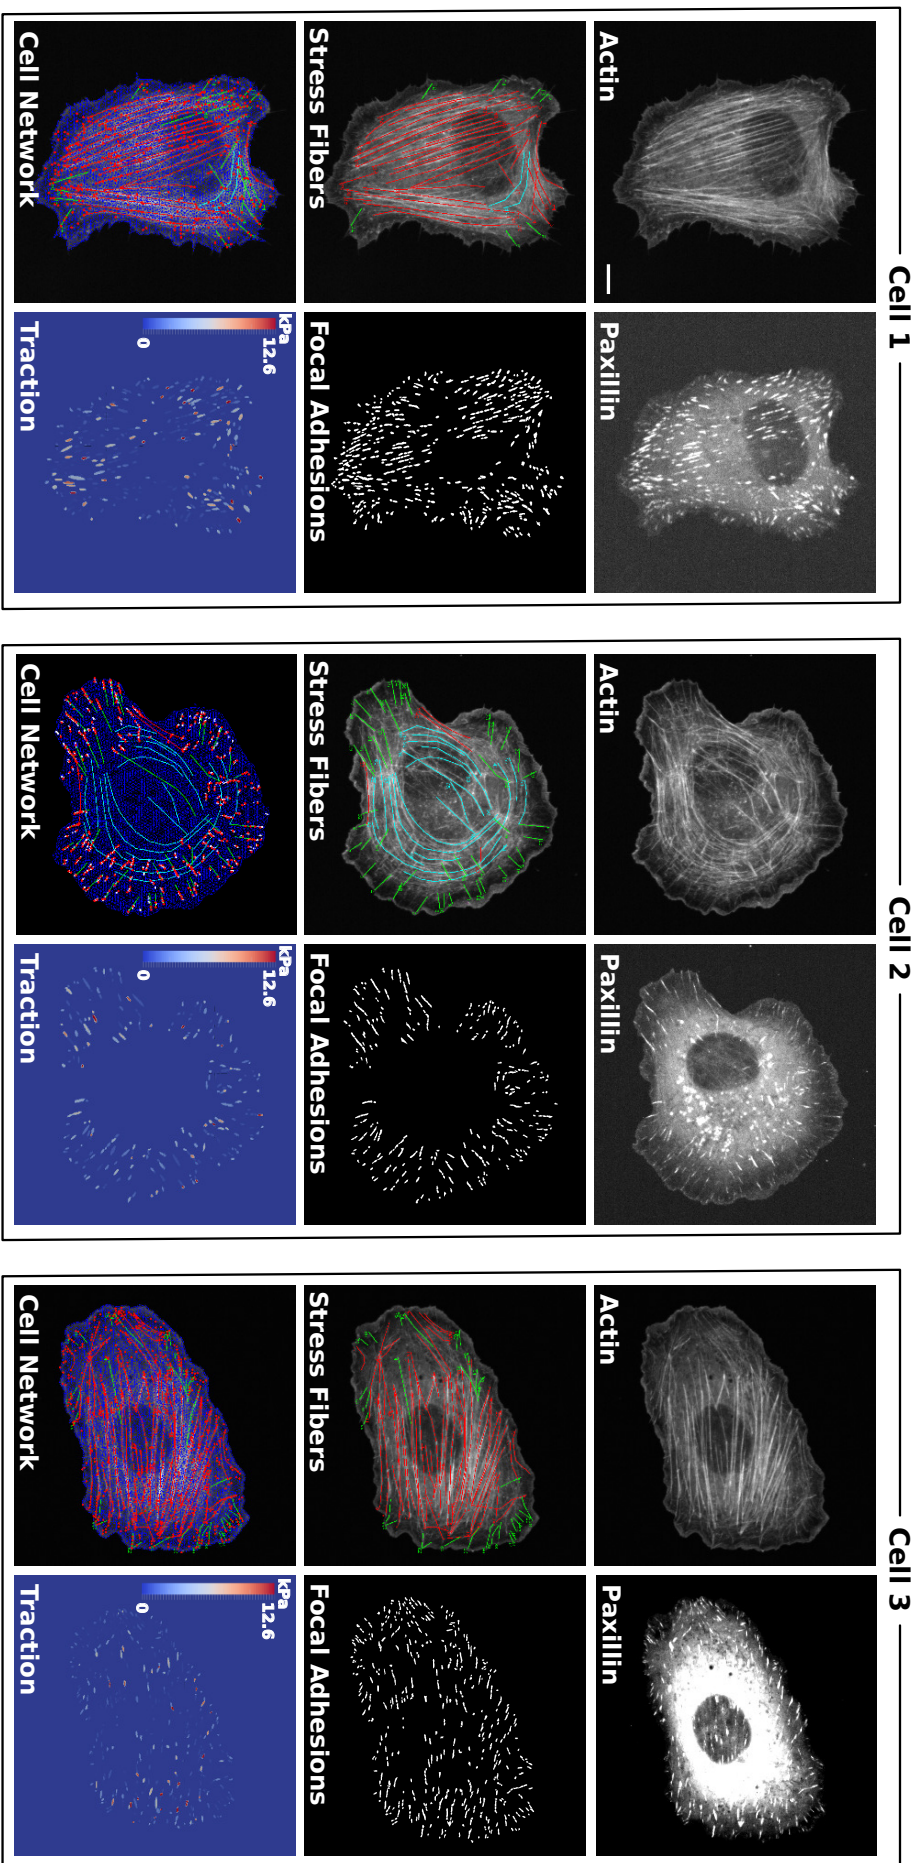 Cell 1
Actin
Paxillin
Stress Fibers
Focal Adhesions
Cell Network
kPa
12.6
0
Traction
Cell 2
Actin
Paxillin
Stress Fibers
Focal Adhesions
Cell Network
kPa
12.6
0
Traction
Cell 3
Actin
Paxillin
Stress Fibers
Focal Adhesions
Cell Network
kPa
12.6
0
Traction